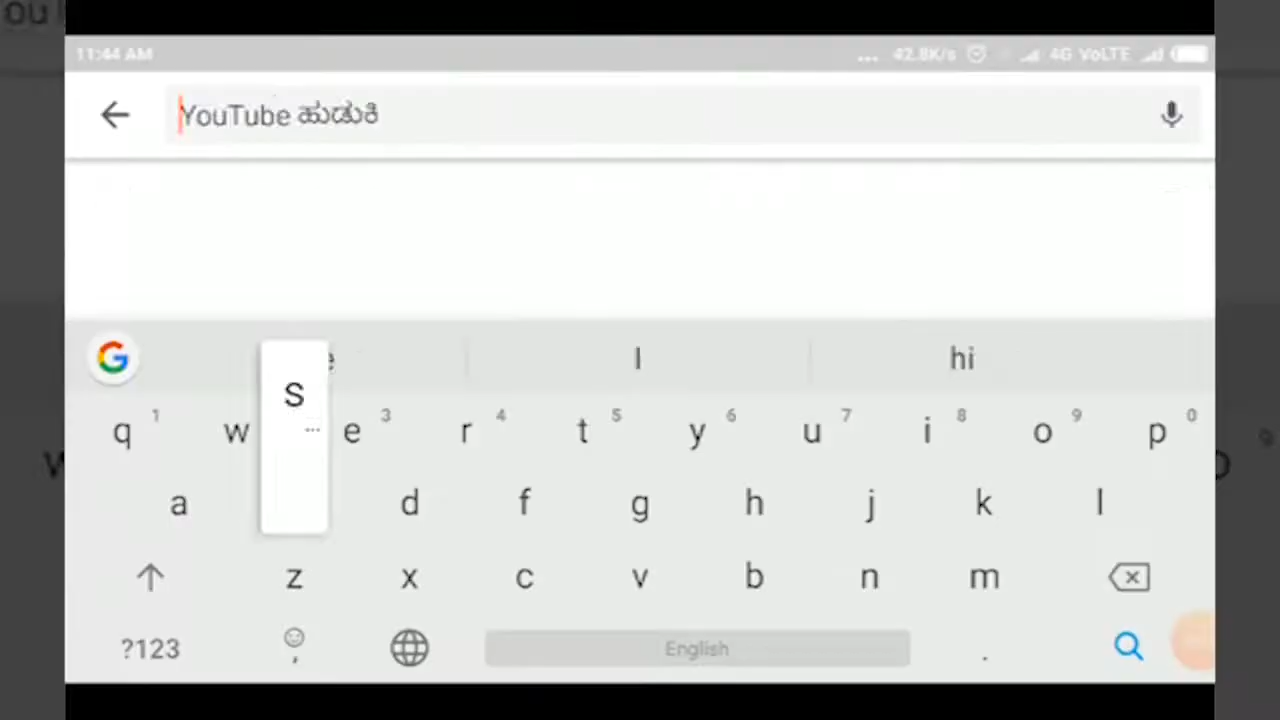 ou
11:44 AM ... 42.8K/s 4G VoLTE
YouTube ಹುಡುಕಿ
G I hi
q 1 w e 3 r 4 t 5 y 6 u 7 i 8 o 9 p 0
S
a d f g h j k l
z x c v b n m
?123 , English .